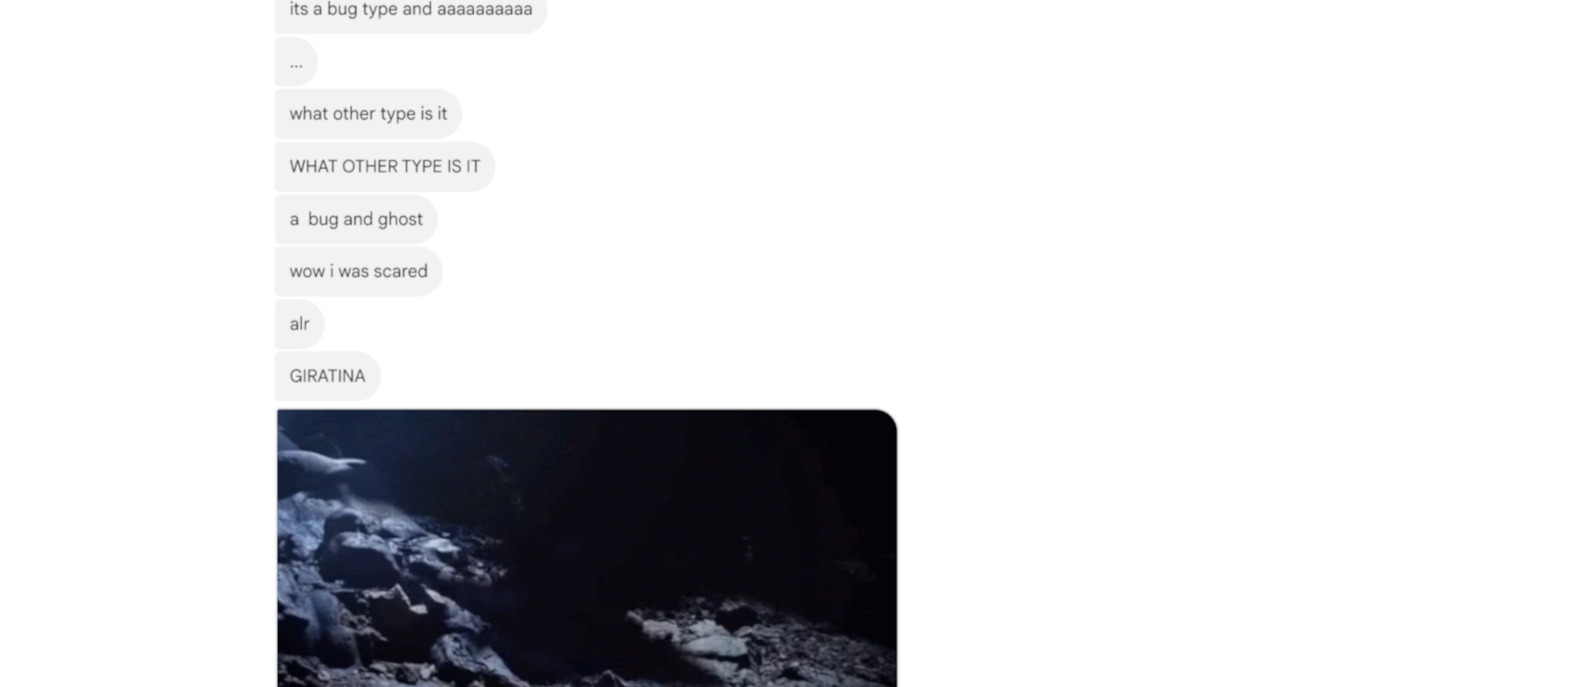 its a bug type and aaaaaaaaaa
...
what other type is it
WHAT OTHER TYPE IS IT
a  bug and ghost
wow i was scared
alr
GIRATINA